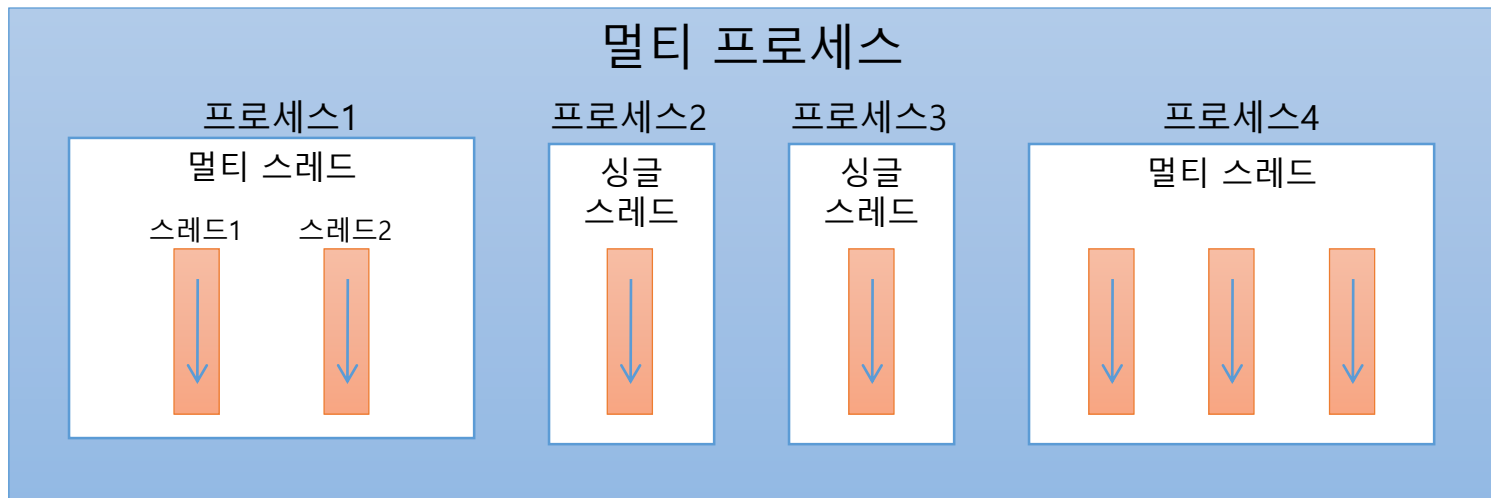 멀티 프로세스
프로세스1
멀티 스레드
스레드1
스레드2
프로세스2
싱글
스레드
프로세스3
싱글
스레드
프로세스4
멀티 스레드